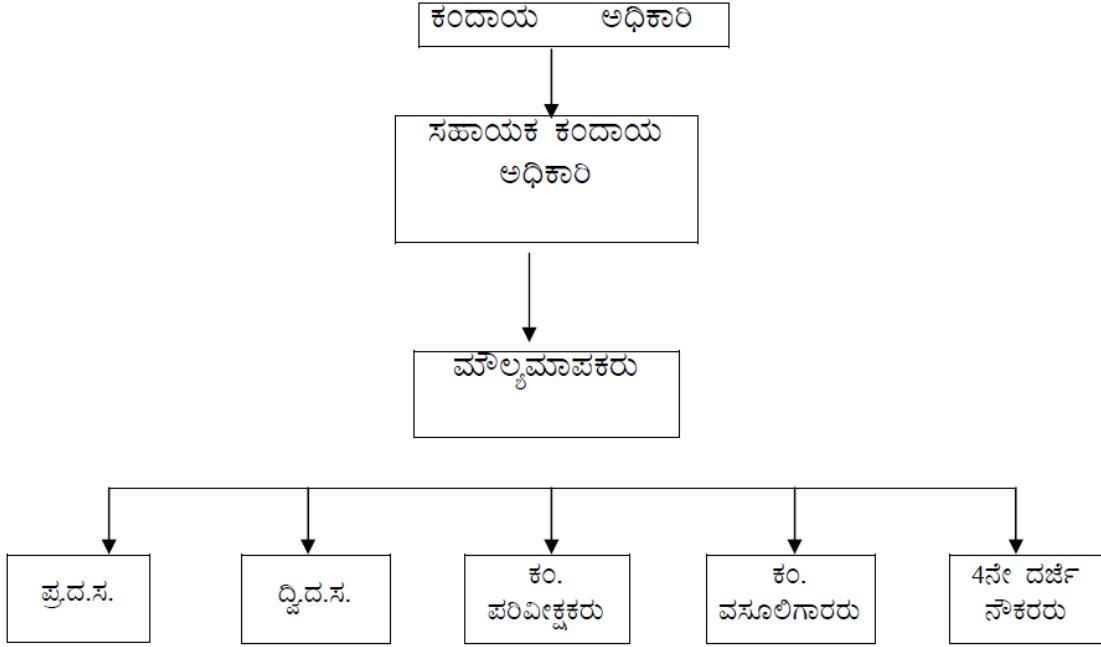 ಕಂದಾಯ ಅಧಿಕಾರಿ
ಸಹಾಯಕ ಕಂದಾಯ
ಅಧಿಕಾರಿ
ಮೌಲ್ಯಮಾಪಕರು
ಪ್ರ.ದ.ಸ.
ದ್ವಿ.ದ.ಸ.
ಕಂ.
ಪರಿವೀಕ್ಷಕರು
ಕಂ.
ವಸೂಲಿಗಾರರು
4ನೇ ದರ್ಜೆ
ನೌಕರರು